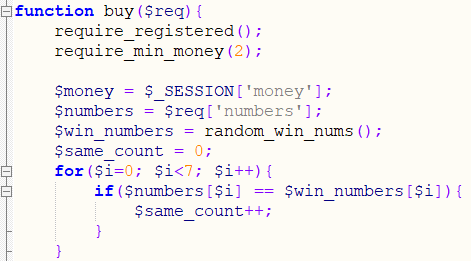 function buy($req){
require_registered();
require_min_money(2);
$money = $_SESSION['money'];
$numbers = $req['numbers'];
$win_numbers = random_win_nums();
$same_count = 0;
for($i=0; $i<7; $i++){
if($numbers[$i] == $win_numbers[$i]){
$same_count++;
}
}